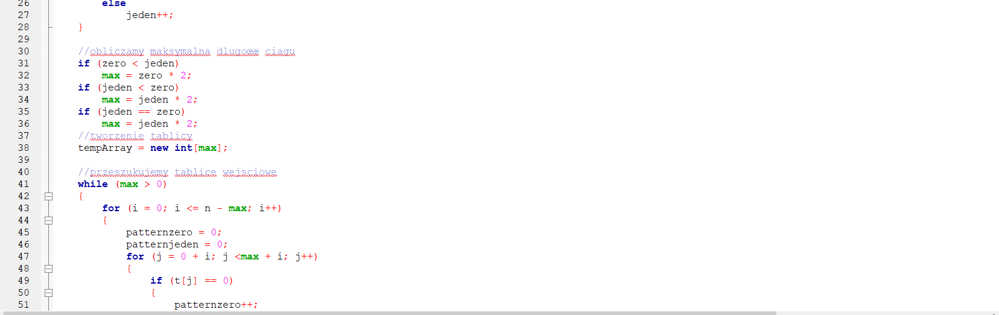 26 else
27 jeden++;
28 }
29
30 //obliczamy maksymalna dlugoœæ ciagu
31 if (zero < jeden)
32 max = zero * 2;
33 if (jeden < zero)
34 max = jeden * 2;
35 if (jeden == zero)
36 max = jeden * 2;
37 //tworzenie tablicy
38 tempArray = new int[max];
39
40 //przeszukujemy tablice wejsciowe
41 while (max > 0)
42 {
43 for (i = 0; i <= n - max; i++)
44 {
45 patternzero = 0;
46 patternjeden = 0;
47 for (j = 0 + i; j <max + i; j++)
48 {
49 if (t[j] == 0)
50 {
51 patternzero++;